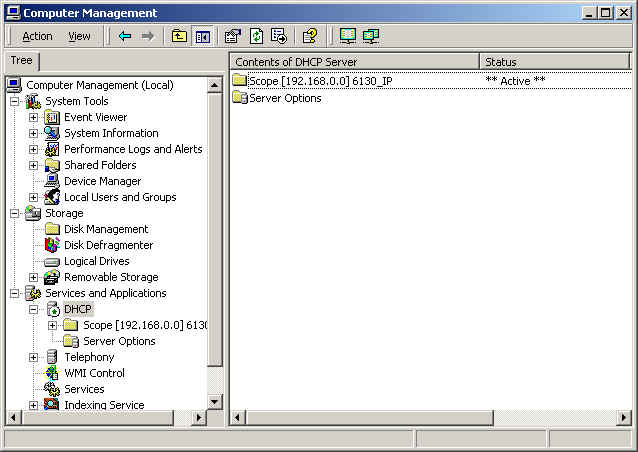 Computer Management
Action View
Tree
Contents of DHCP Server Status
Computer Management (Local)
System Tools
Event Viewer
System Information
Performance Logs and Alerts
Shared Folders
Device Manager
Local Users and Groups
Storage
Disk Management
Disk Defragmenter
Logical Drives
Removable Storage
Services and Applications
DHCP
Scope [192.168.0.0] 613
Server Options
Telephony
WMI Control
Services
Indexing Service
Scope [192.168.0.0] 6130_IP ** Active **
Server Options